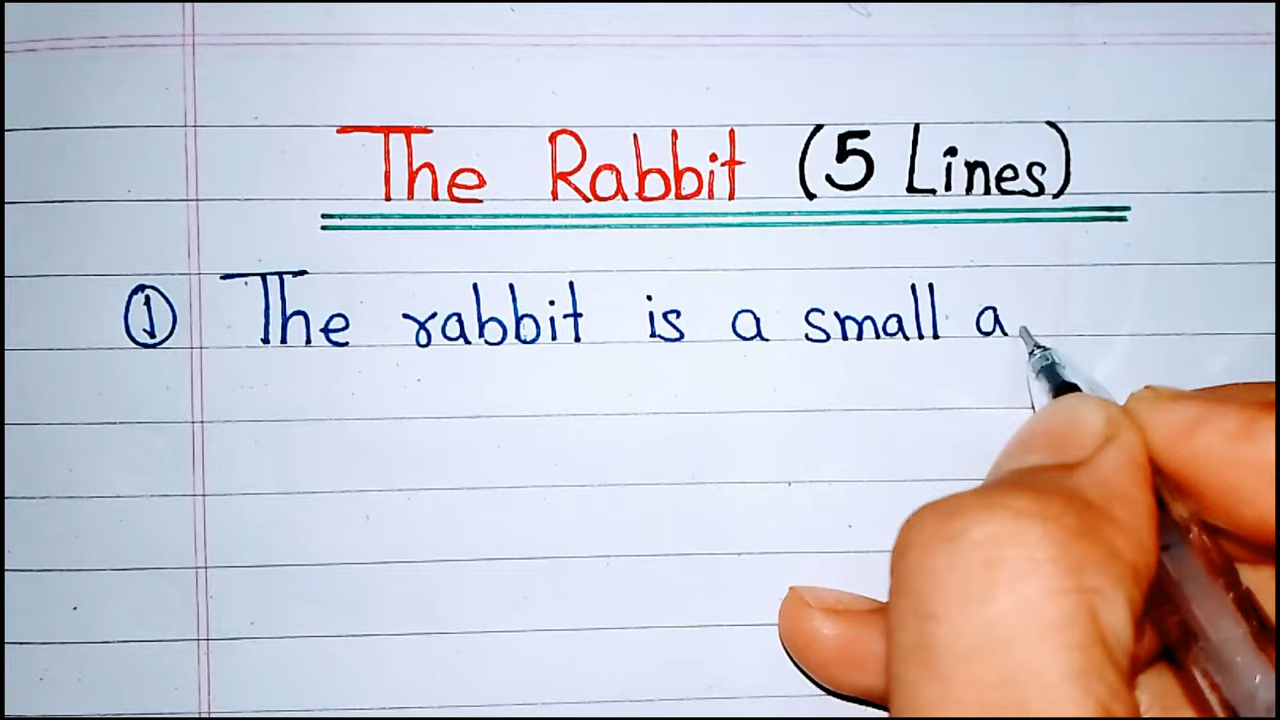 The Rabbit (5 Lines)
① The rabbit is a small a